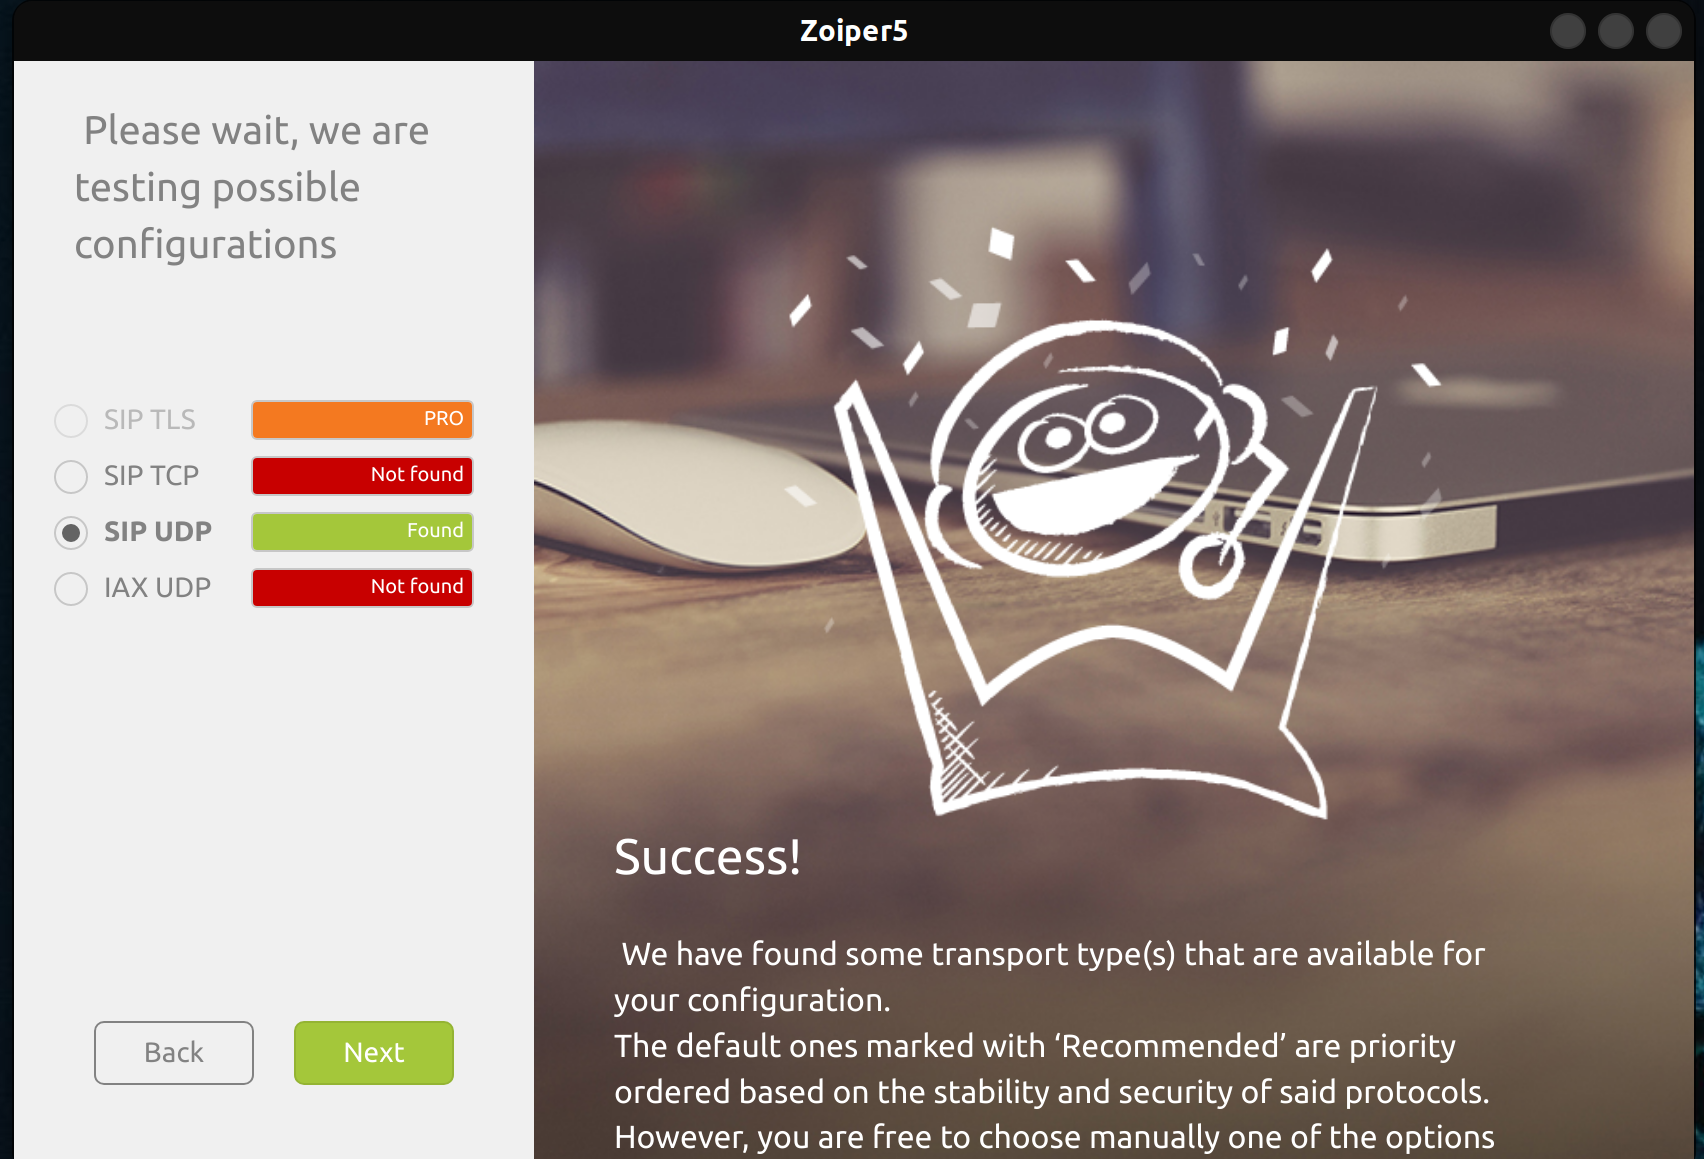 Zoiper5
Please wait, we are
testing possible
configurations
SIP TLS PRO
SIP TCP Not found
SIP UDP Found
IAX UDP Not found
Back Next
Success!
We have found some transport type(s) that are available for
your configuration.
The default ones marked with ‘Recommended’ are priority
ordered based on the stability and security of said protocols.
However, you are free to choose manually one of the options